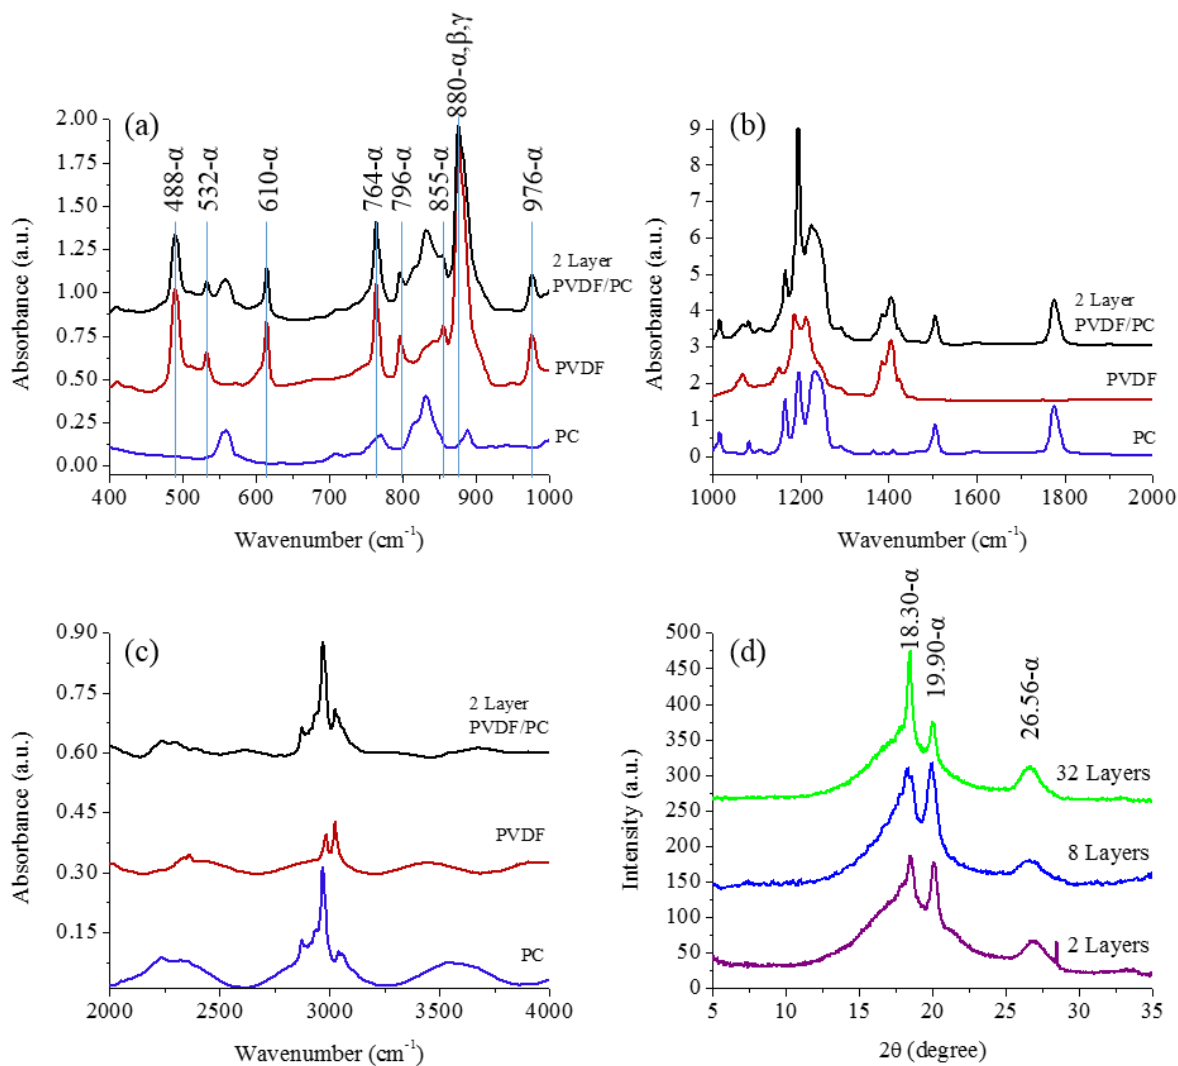 (a)
880-α,β,γ
488-α
532-α
610-α
764-α
796-α
855-α
976-α
2.00
1.75
1.50
1.25
1.00
0.75
0.50
0.25
0.00
Absorbance (a.u.)
2 Layer
PVDF/PC
PVDF
PC
400 500 600 700 800 900 1000
Wavenumber (cm⁻¹)
(b)
9
8
7
6
5
4
3
2
1
0
Absorbance (a.u.)
2 Layer
PVDF/PC
PVDF
PC
1000 1200 1400 1600 1800 2000
Wavenumber (cm⁻¹)
(c)
0.90
0.75
0.60
0.45
0.30
0.15
Absorbance (a.u.)
2 Layer
PVDF/PC
PVDF
PC
2000 2500 3000 3500 4000
Wavenumber (cm⁻¹)
(d)
18.30-α
19.90-α
26.56-α
500
450
400
350
300
250
200
150
100
50
0
Intensity (a.u.)
32 Layers
8 Layers
2 Layers
5 10 15 20 25 30 35
2θ (degree)